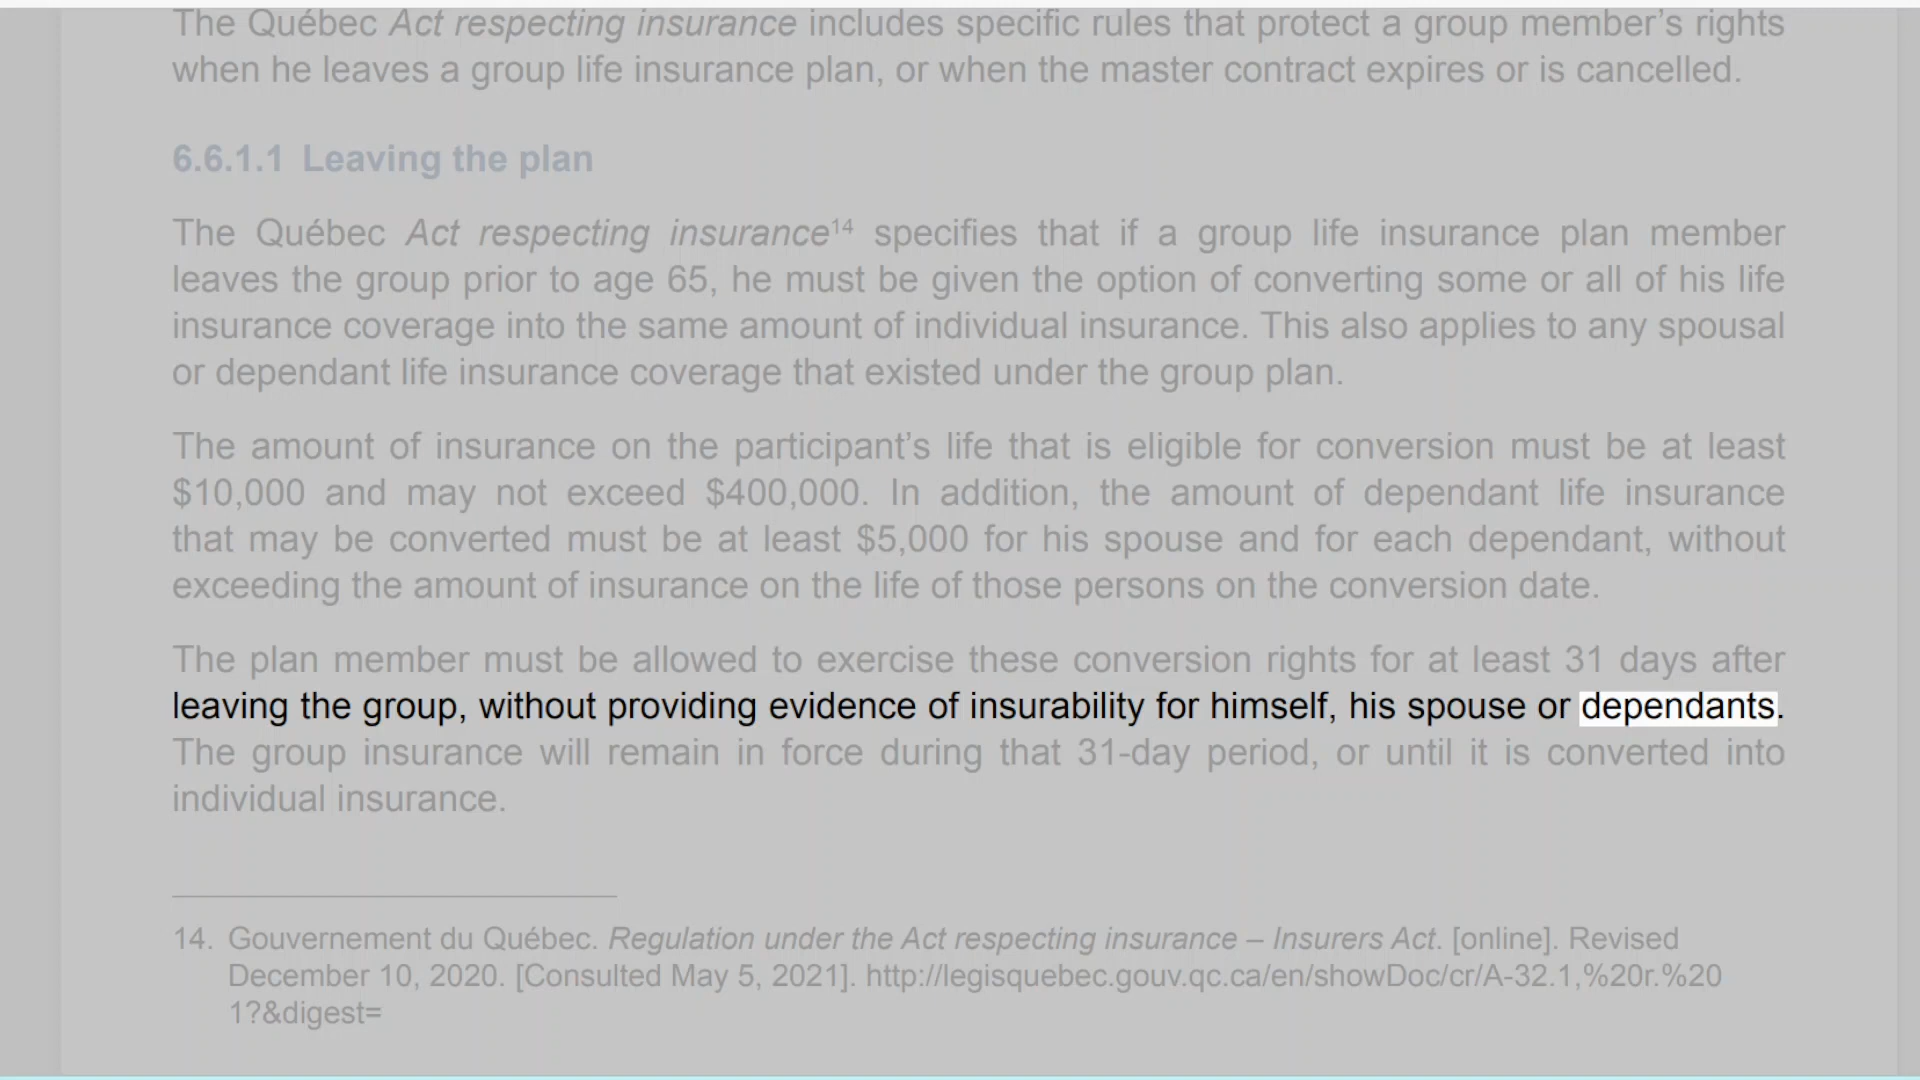 The Québec Act respecting insurance includes specific rules that protect a group member’s rights
when he leaves a group life insurance plan, or when the master contract expires or is cancelled.
6.6.1.1 Leaving the plan
The Québec Act respecting insurance14 specifies that if a group life insurance plan member
leaves the group prior to age 65, he must be given the option of converting some or all of his life
insurance coverage into the same amount of individual insurance. This also applies to any spousal
or dependant life insurance coverage that existed under the group plan.
The amount of insurance on the participant’s life that is eligible for conversion must be at least
$10,000 and may not exceed $400,000. In addition, the amount of dependant life insurance
that may be converted must be at least $5,000 for his spouse and for each dependant, without
exceeding the amount of insurance on the life of those persons on the conversion date.
The plan member must be allowed to exercise these conversion rights for at least 31 days after
leaving the group, without providing evidence of insurability for himself, his spouse or dependants.
The group insurance will remain in force during that 31-day period, or until it is converted into
individual insurance.
14. Gouvernement du Québec. Regulation under the Act respecting insurance – Insurers Act. [online]. Revised
December 10, 2020. [Consulted May 5, 2021]. http://legisquebec.gouv.qc.ca/en/showDoc/cr/A-32.1,%20r.%20
1?&digest=